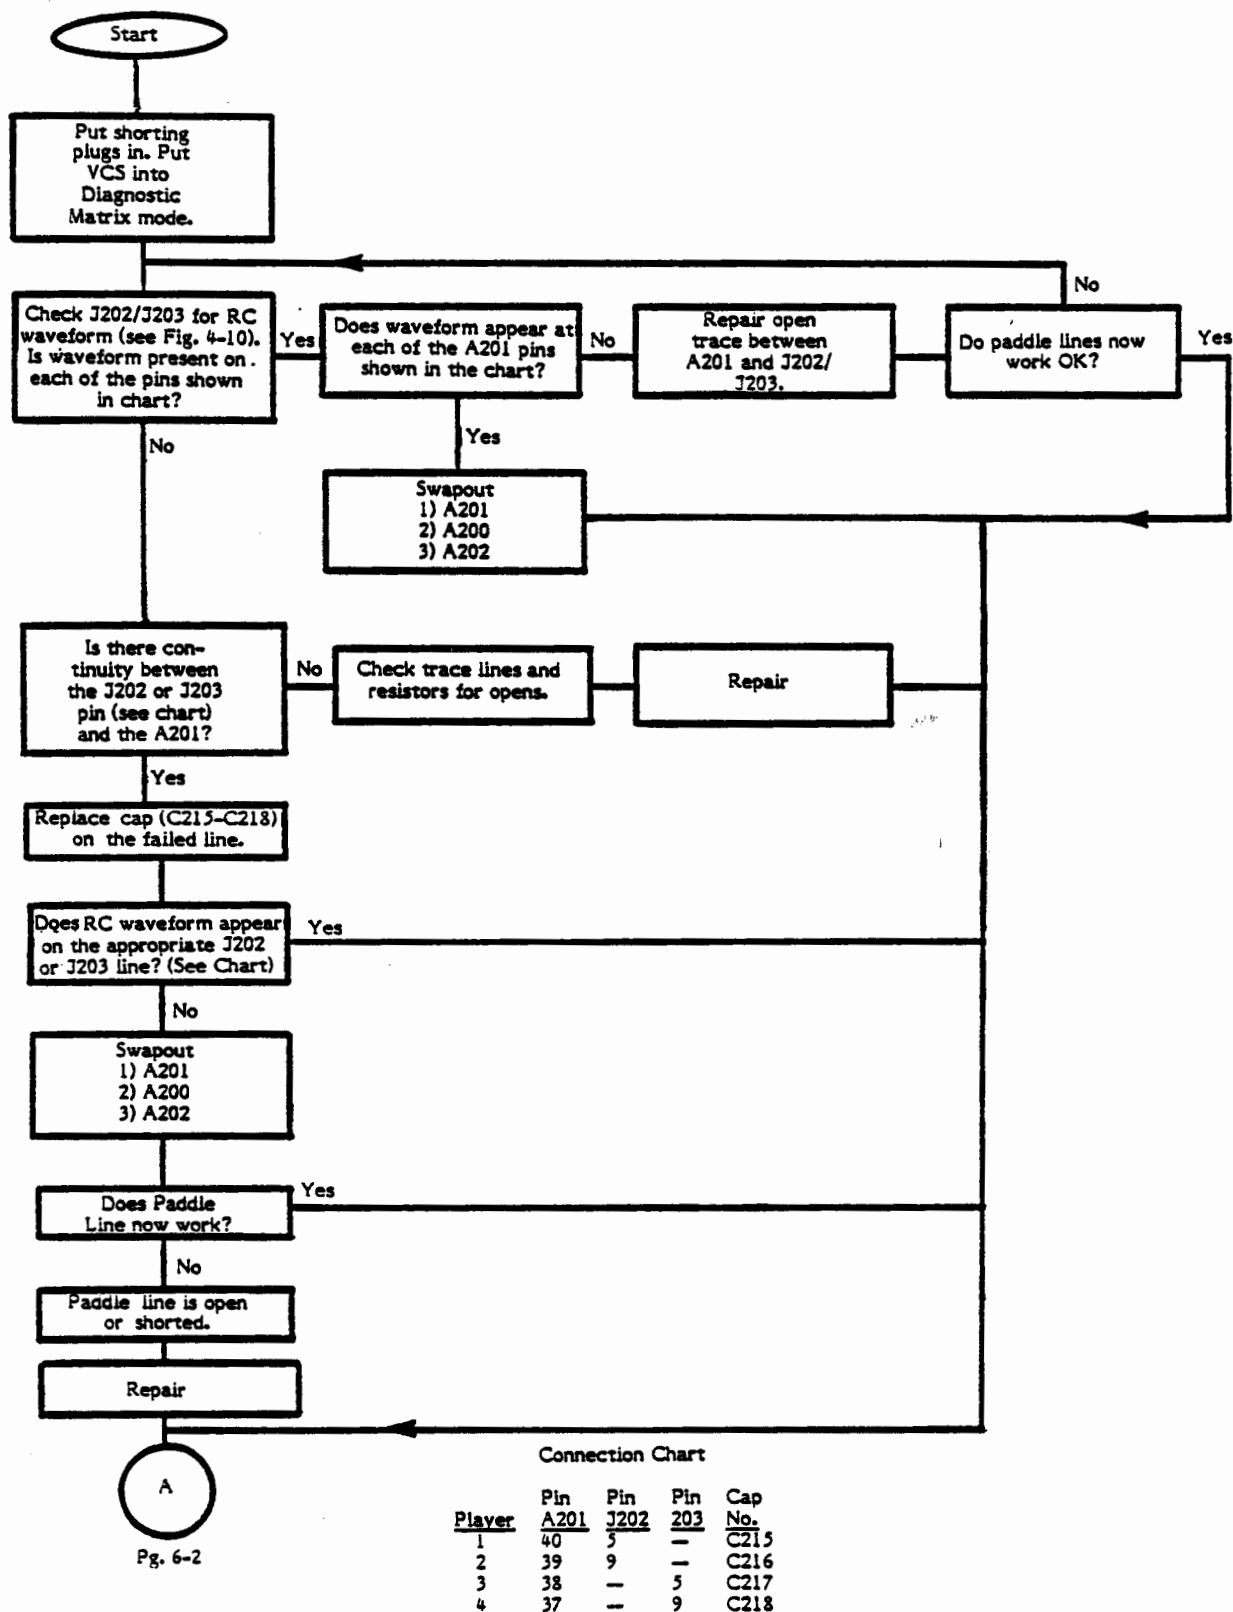 Start
Put shorting
plugs in. Put
VCS into
Diagnostic
Matrix mode.
No
Check J202/J203 for RC
waveform (see Fig. 4-10).
Is waveform present on
each of the pins shown
in chart?
Yes
Does waveform appear at
each of the A201 pins
shown in the chart?
No
Repair open
trace between
A201 and J202/
J203.
Do paddle lines now
work OK?
Yes
No
Yes
Swapout
1) A201
2) A200
3) A202
Is there con-
tinuity between
the J202 or J203
pin (see chart)
and the A201?
No
Check trace lines and
resistors for opens.
Repair
Yes
Replace cap (C215-C218)
on the failed line.
Does RC waveform appear
on the appropriate J202
or J203 line? (See Chart)
Yes
No
Swapout
1) A201
2) A200
3) A202
Does Paddle
Line now work?
Yes
No
Paddle line is open
or shorted.
Repair
A
Pg. 6-2
Connection Chart
Pin Pin Pin Cap
Player A201 J202 203 No.
1 40 5 — C215
2 39 9 — C216
3 38 — 5 C217
4 37 — 9 C218